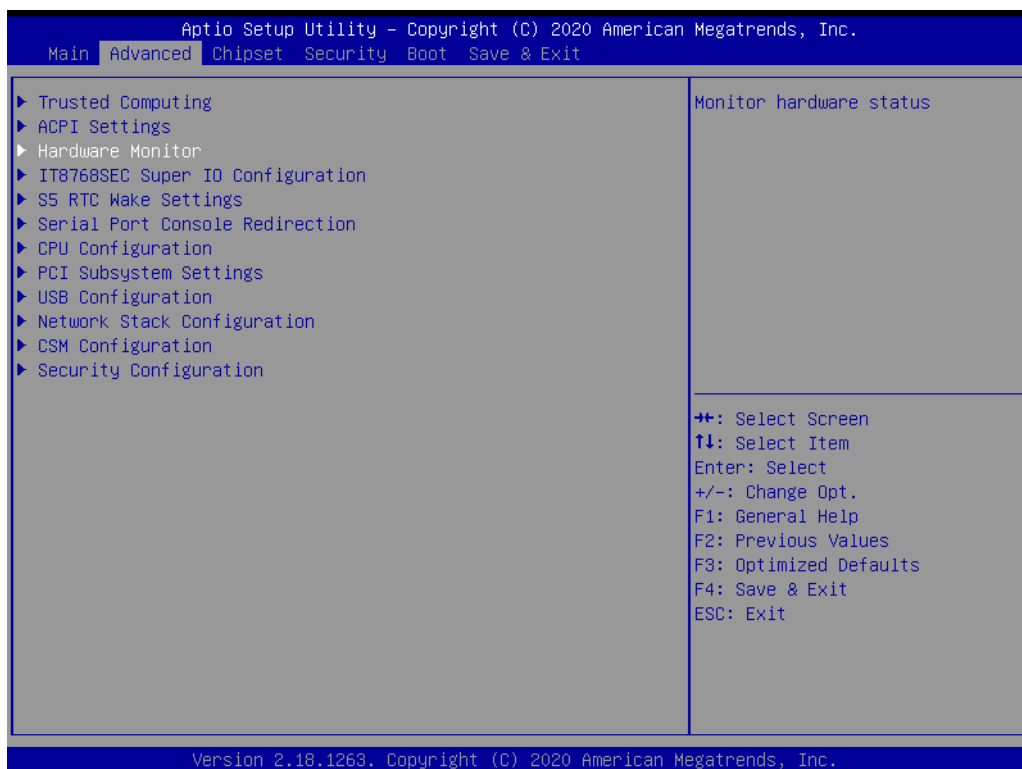 Aptio Setup Utility – Copyright (C) 2020 American Megatrends, Inc.
Main Advanced Chipset Security Boot Save & Exit
▶ Trusted Computing
▶ ACPI Settings
▶ Hardware Monitor
▶ IT8768SEC Super IO Configuration
▶ S5 RTC Wake Settings
▶ Serial Port Console Redirection
▶ CPU Configuration
▶ PCI Subsystem Settings
▶ USB Configuration
▶ Network Stack Configuration
▶ CSM Configuration
▶ Security Configuration
Monitor hardware status
→←: Select Screen
↑↓: Select Item
Enter: Select
+/-: Change Opt.
F1: General Help
F2: Previous Values
F3: Optimized Defaults
F4: Save & Exit
ESC: Exit
Version 2.18.1263. Copyright (C) 2020 American Megatrends, Inc.